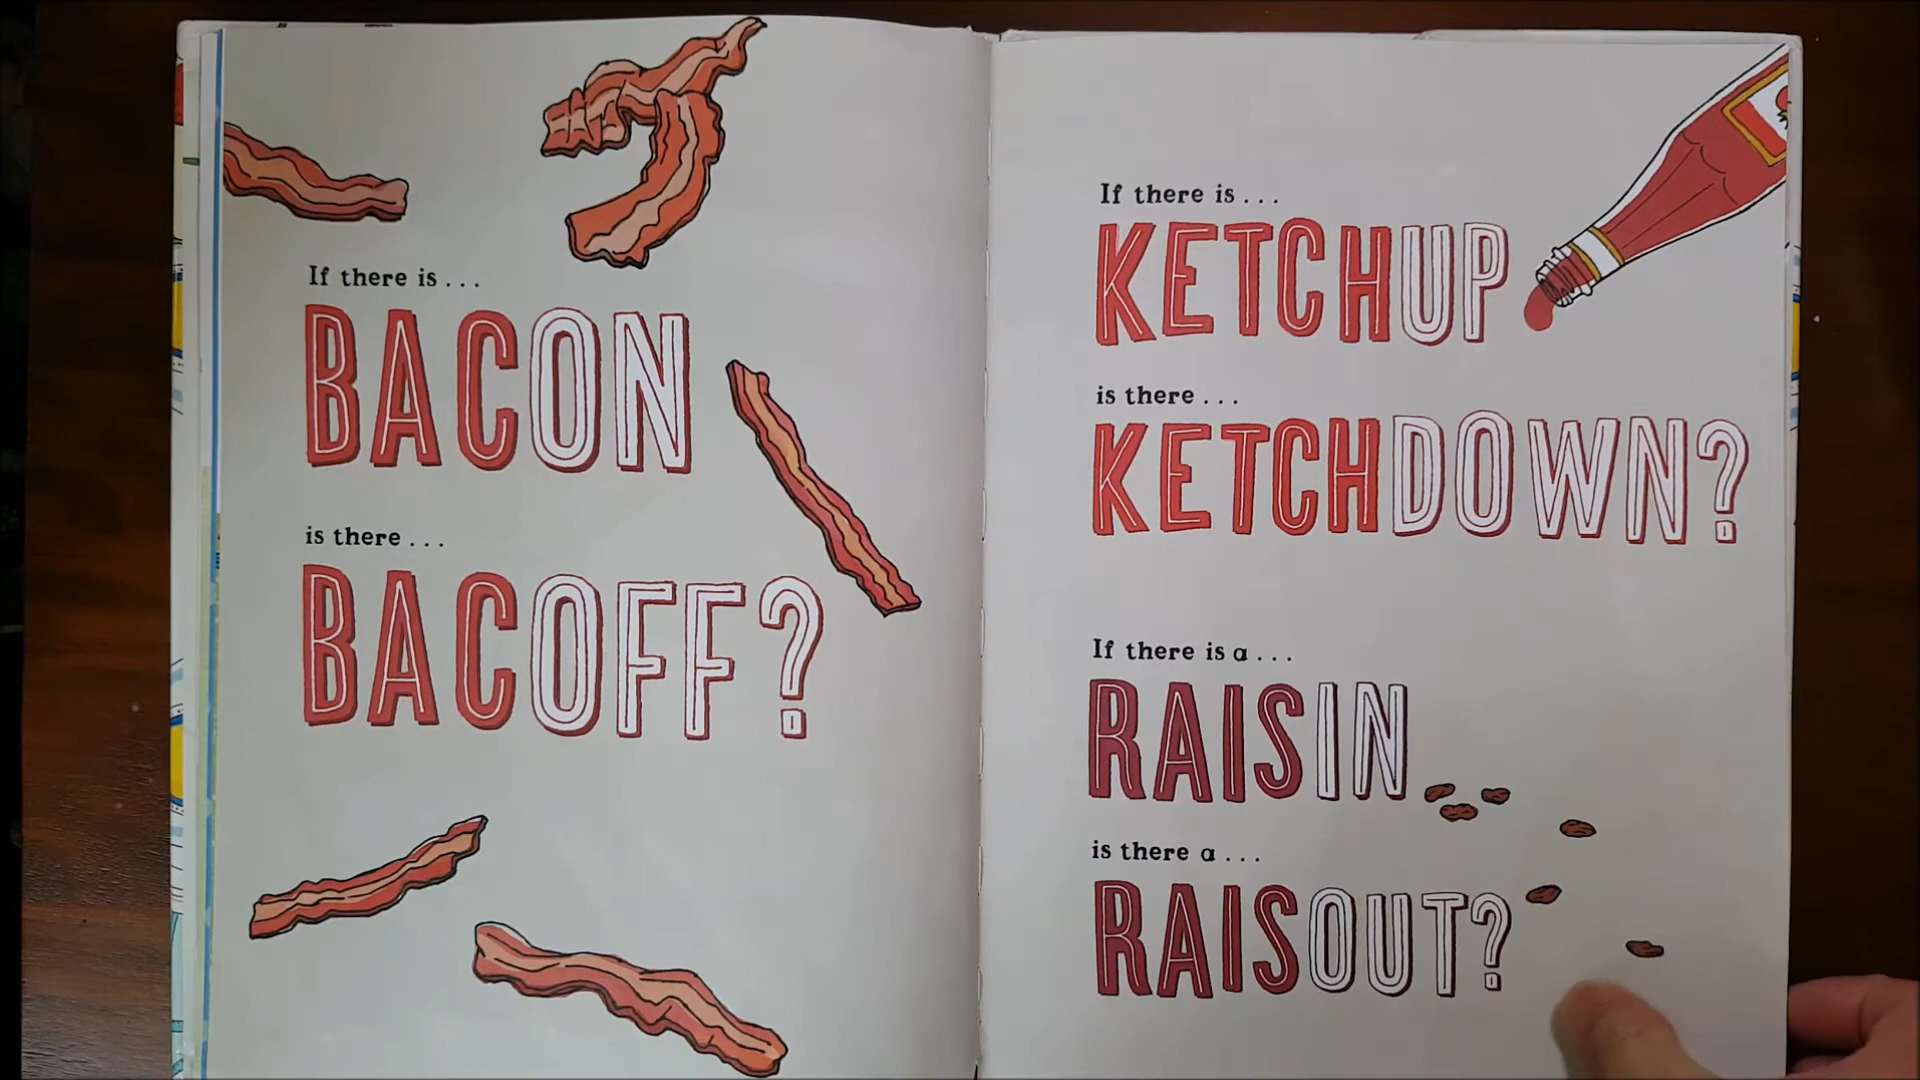 If there is . . .
BACON
is there . . .
BACOFF?
If there is . . .
KETCHUP
is there . . .
KETCHDOWN?
If there is a . . .
RAISIN
is there a . . .
RAISOUT?